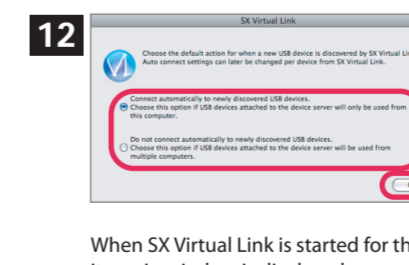 12
SX Virtual Link
Choose the default action for when a new USB device is discovered by SX Virtual
Auto connect settings can later be changed per device from SX Virtual Link.
Connect automatically to newly discovered USB devices.
Choose this option if USB devices attached to the device server will only be used from
this computer.
Do not connect automatically to newly discovered USB devices.
Choose this option if USB devices attached to the device server will be used from
multiple computers.
When SX Virtual Link is started for